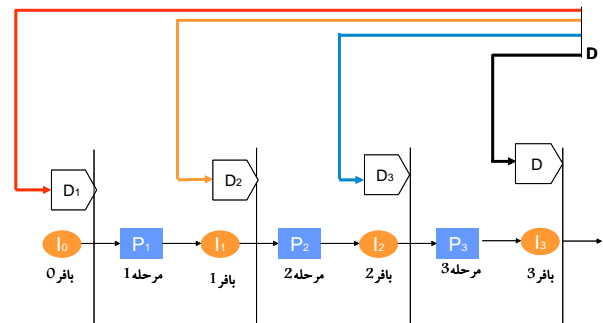 D
D1
D2
D3
D
I0
P1
I1
P2
I2
P3
I3
بافر0
مرحله1
بافر1
مرحله2
بافر2
مرحله3
بافر3